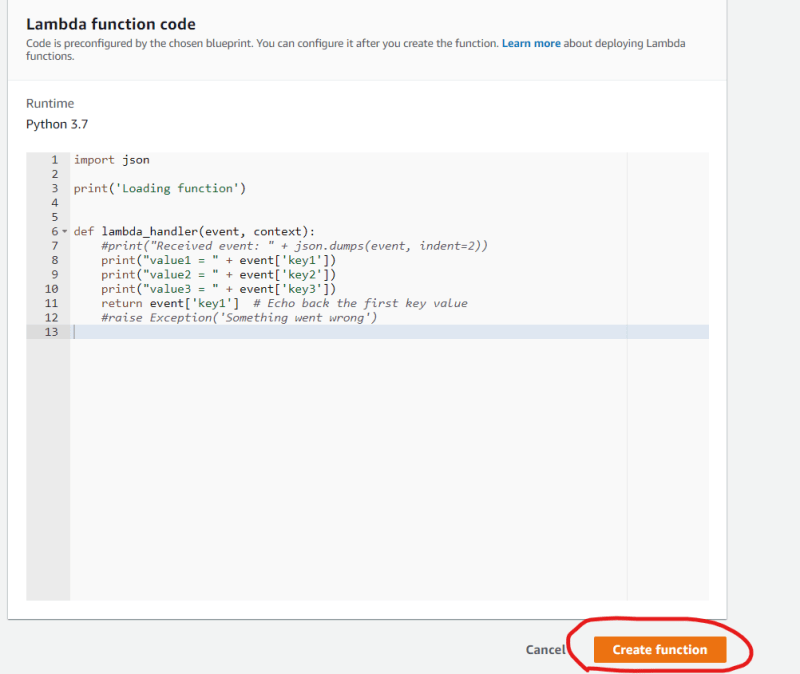 Lambda function code
Code is preconfigured by the chosen blueprint. You can configure it after you create the function. Learn more about deploying Lambda
functions.
Runtime
Python 3.7
1 import json
2
3 print('Loading function')
4
5
6 def lambda_handler(event, context):
7     #print("Received event: " + json.dumps(event, indent=2))
8     print("value1 = " + event['key1'])
9     print("value2 = " + event['key2'])
10     print("value3 = " + event['key3'])
11     return event['key1']  # Echo back the first key value
12     #raise Exception('Something went wrong')
13
Cancel Create function